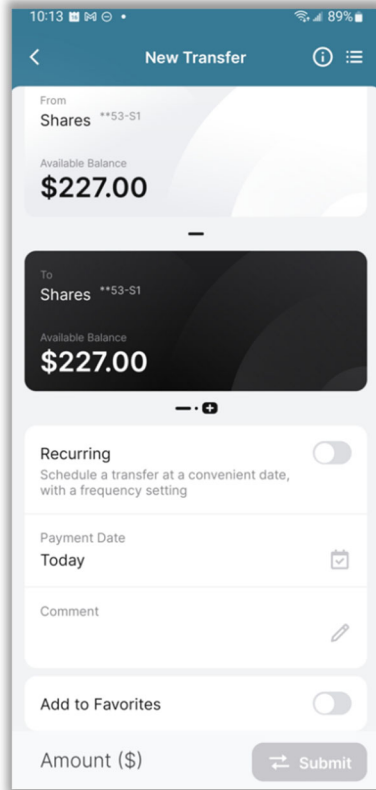 10:13
89%
New Transfer
From
Shares **53-S1
Available Balance
$227.00
To
Shares **53-S1
Available Balance
$227.00
Recurring
Schedule a transfer at a convenient date,
with a frequency setting
Payment Date
Today
Comment
Add to Favorites
Amount ($)
Submit